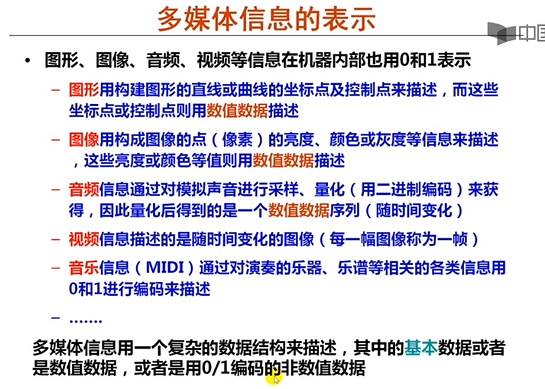 多媒体信息的表示
中国
• 图形、图像、音频、视频等信息在机器内部也用0和1表示
– 图形用构建图形的直线或曲线的坐标点及控制点来描述，而这些
坐标点或控制点则用数值数据描述
– 图像用构成图像的点（像素）的亮度、颜色或灰度等信息来描述
，这些亮度或颜色等值则用数值数据描述
– 音频信息通过对模拟声音进行采样、量化（用二进制编码）来获
得，因此量化后得到的是一个数值数据序列（随时间变化）
– 视频信息描述的是随时间变化的图像（每一幅图像称为一帧）
– 音乐信息（MIDI）通过对演奏的乐器、乐谱等相关的各类信息用
0和1进行编码来描述
– .......
多媒体信息用一个复杂的数据结构来描述，其中的基本数据或者
是数值数据，或者是用0/1编码的非数值数据